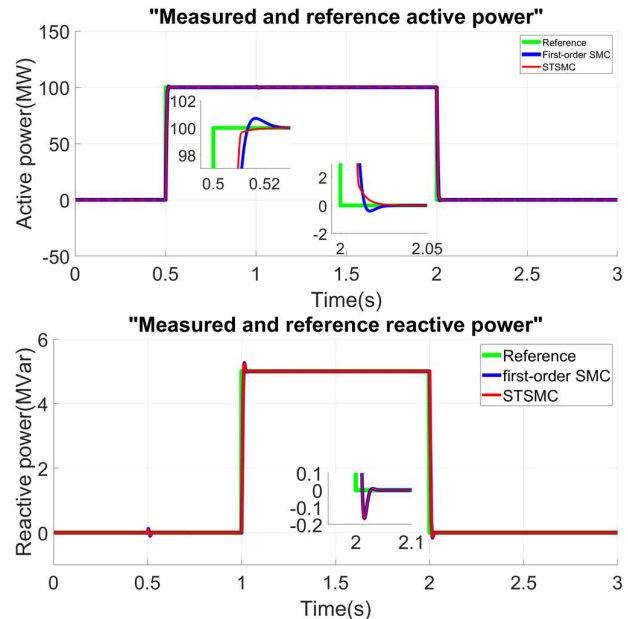 "Measured and reference active power"
Active power(MW)
150
100
50
0
-50
Reference
First-order SMC
STSMC
102
100
98
0.5 0.52
2
0
-2
2 2.05
0 0.5 1 1.5 2 2.5 3
Time(s)
"Measured and reference reactive power"
Reactive power(MVar)
6
4
2
0
Reference
first-order SMC
STSMC
0.1
0
-0.1
-0.2
2 2.1
0 0.5 1 1.5 2 2.5 3
Time(s)